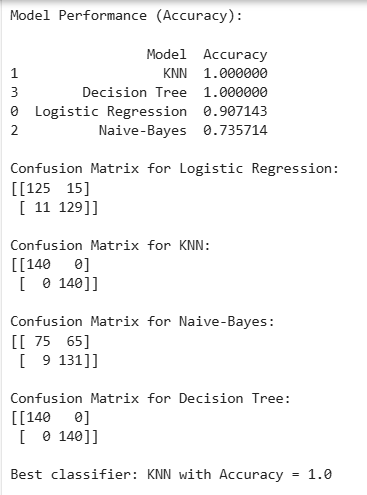 Model Performance (Accuracy):
Model Accuracy
1 KNN 1.000000
3 Decision Tree 1.000000
0 Logistic Regression 0.907143
2 Naive-Bayes 0.735714
Confusion Matrix for Logistic Regression:
[[125 15]
[ 11 129]]
Confusion Matrix for KNN:
[[140 0]
[ 0 140]]
Confusion Matrix for Naive-Bayes:
[[ 75 65]
[ 9 131]]
Confusion Matrix for Decision Tree:
[[140 0]
[ 0 140]]
Best classifier: KNN with Accuracy = 1.0